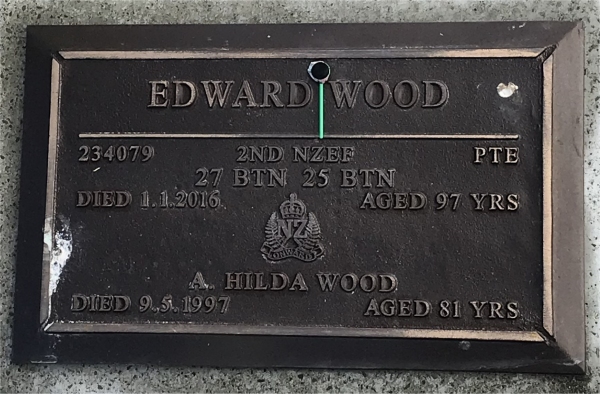 EDWARD WOOD
234079 2ND NZEF PTE
27 BTN 25 BTN
DIED 1.1.2016. AGED 97 YRS
NZ
ONWARD
A. HILDA WOOD
DIED 9.5.1997 AGED 81 YRS